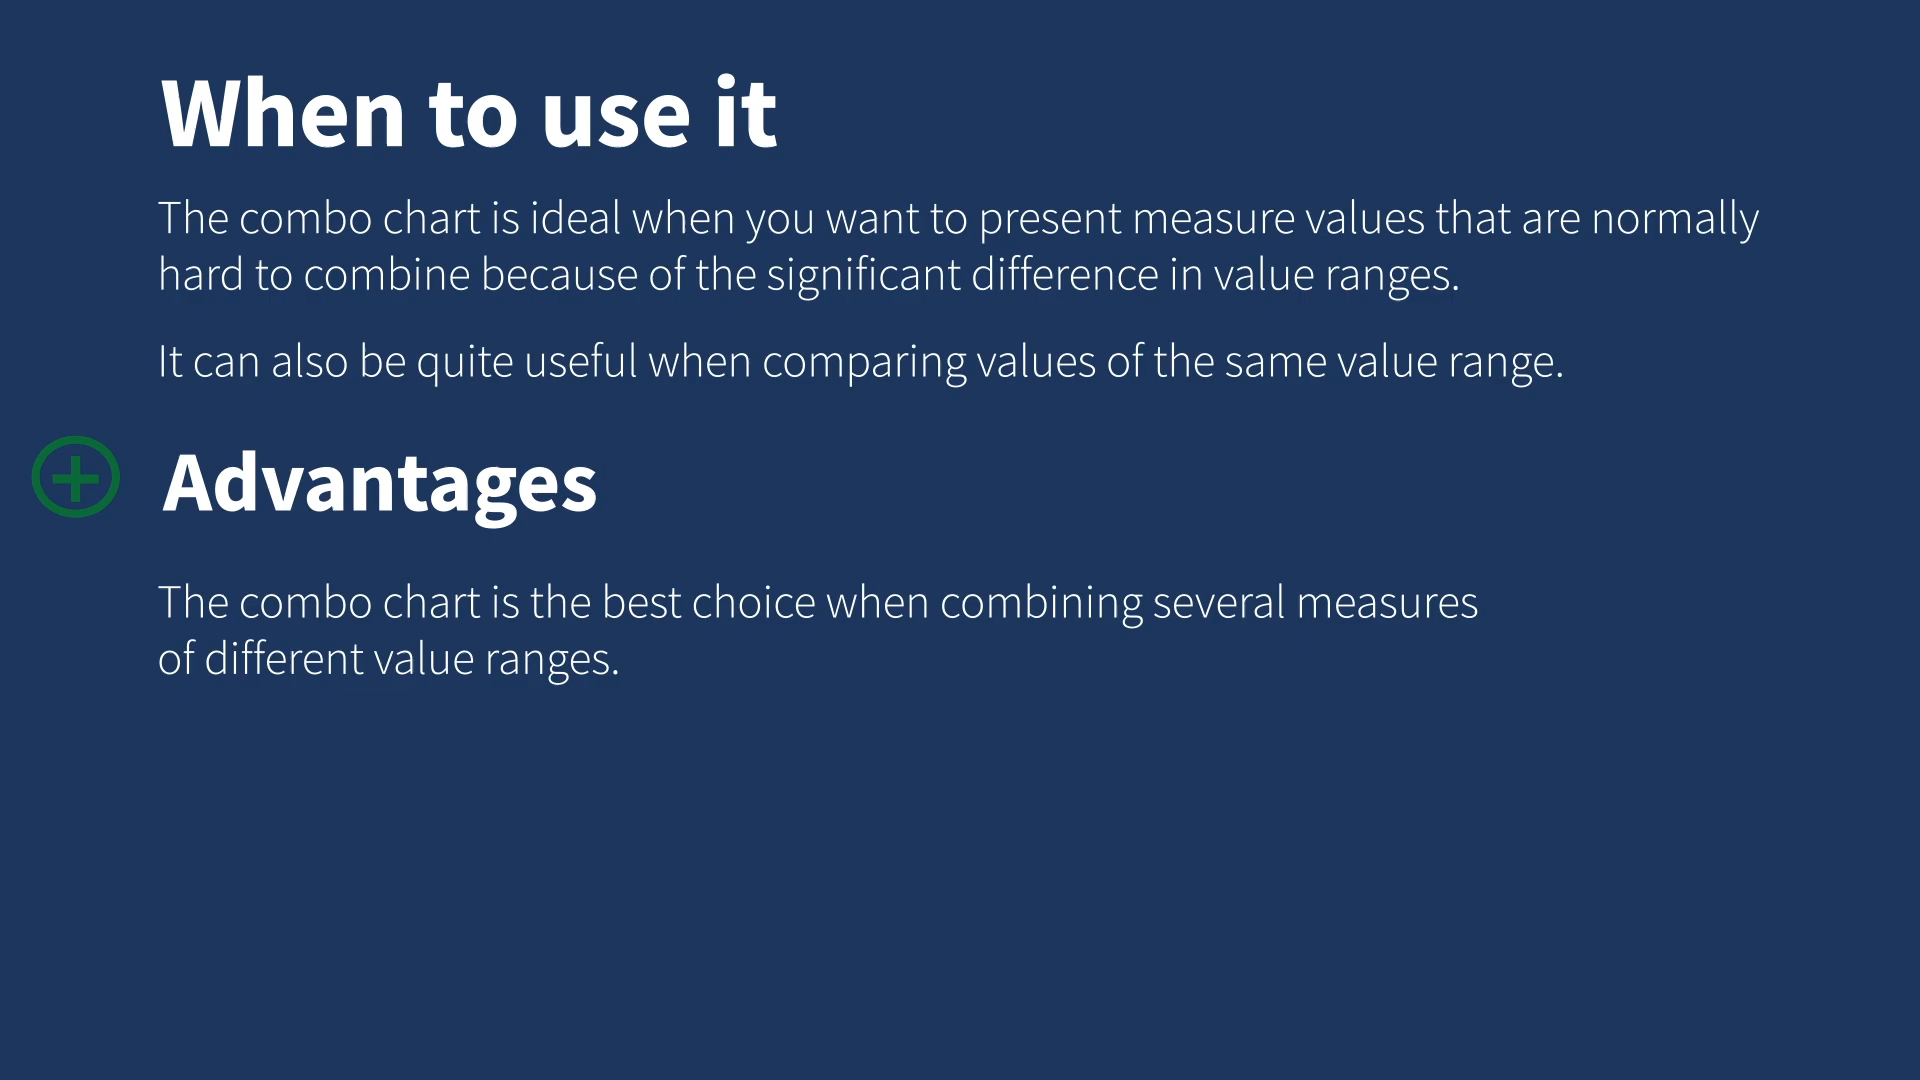 When to use it
The combo chart is ideal when you want to present measure values that are normally
hard to combine because of the significant difference in value ranges.
It can also be quite useful when comparing values of the same value range.
Advantages
The combo chart is the best choice when combining several measures
of different value ranges.